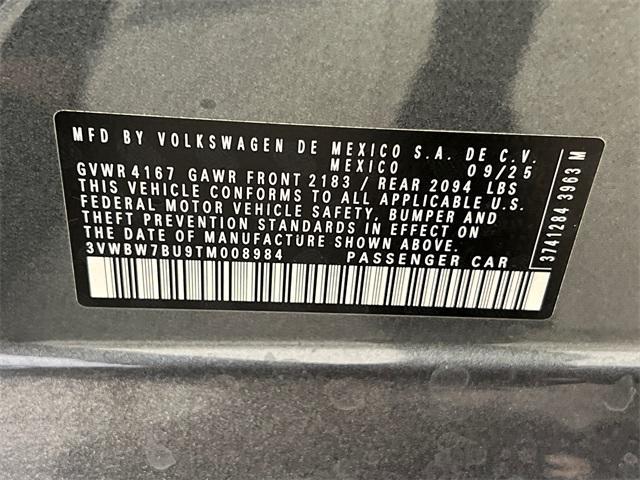 MFD BY VOLKSWAGEN DE MEXICO S.A. DE C.V.
MEXICO 09/25
GVWR 4167 GAWR FRONT 2183 / REAR 2094 LBS
THIS VEHICLE CONFORMS TO ALL APPLICABLE U.S.
FEDERAL MOTOR VEHICLE SAFETY, BUMPER AND
THEFT PREVENTION STANDARDS IN EFFECT ON
THE DATE OF MANUFACTURE SHOWN ABOVE.
3VWBW7BU9TM008984 PASSENGER CAR
3741284 3963 M